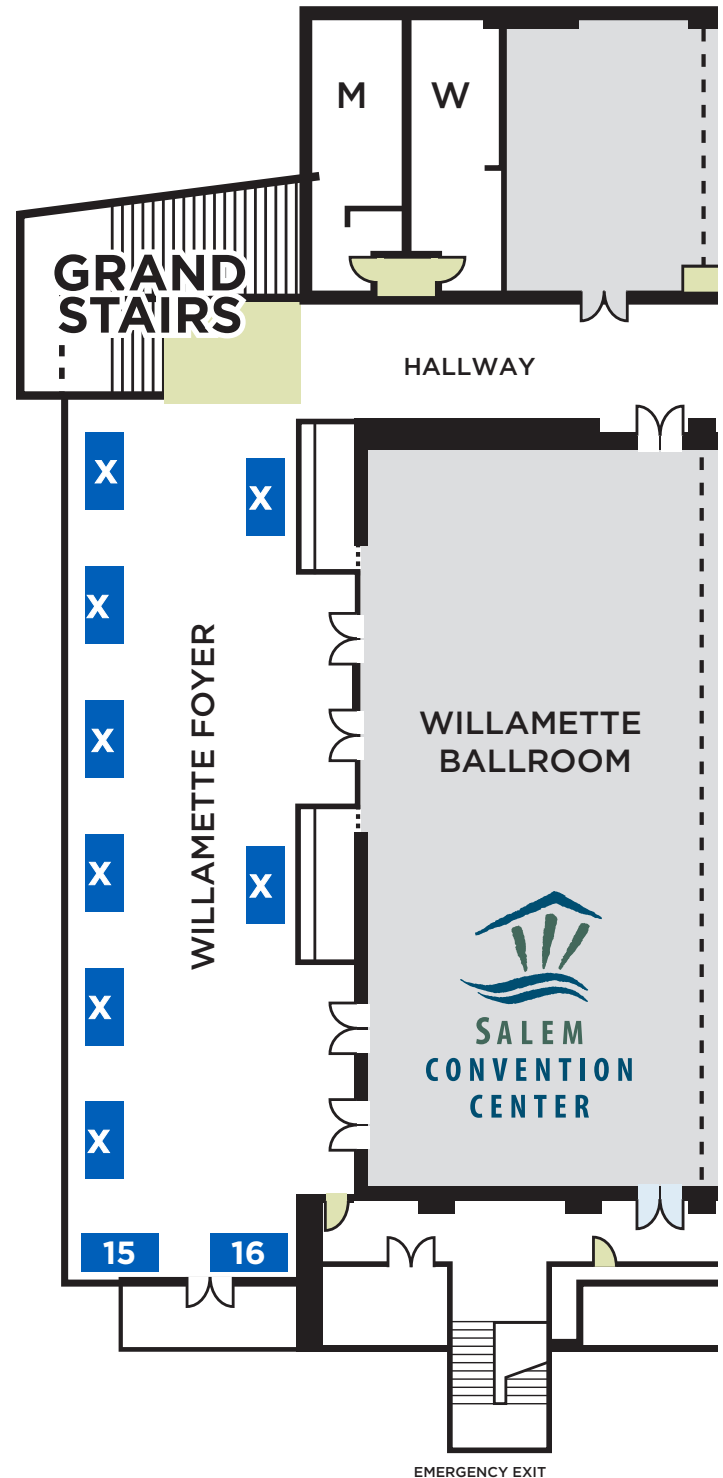 M
W
GRAND
STAIRS
HALLWAY
X
X
X
WILLAMETTE FOYER
X
WILLAMETTE
BALLROOM
X
X
SALEM
CONVENTION
CENTER
X
X
15
16
EMERGENCY EXIT